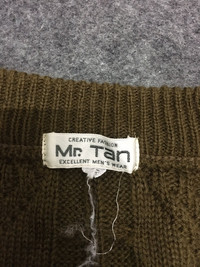 CREATIVE FASHION
Mr. Tan
EXCELLENT MEN'S WEAR